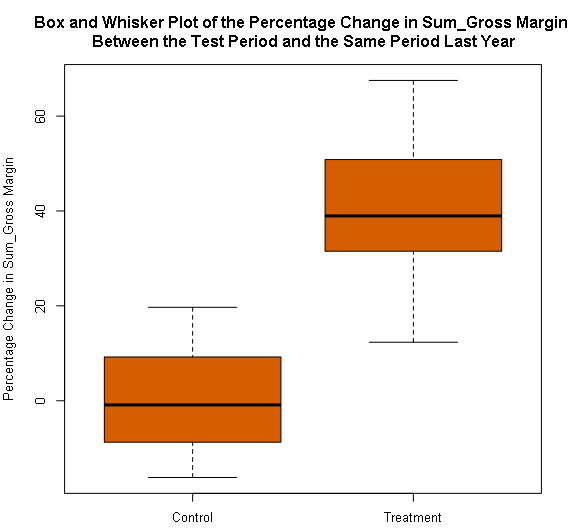 Box and Whisker Plot of the Percentage Change in Sum_Gross Margin
Between the Test Period and the Same Period Last Year
Percentage Change in Sum_Gross Margin
60
40
20
0
Control
Treatment